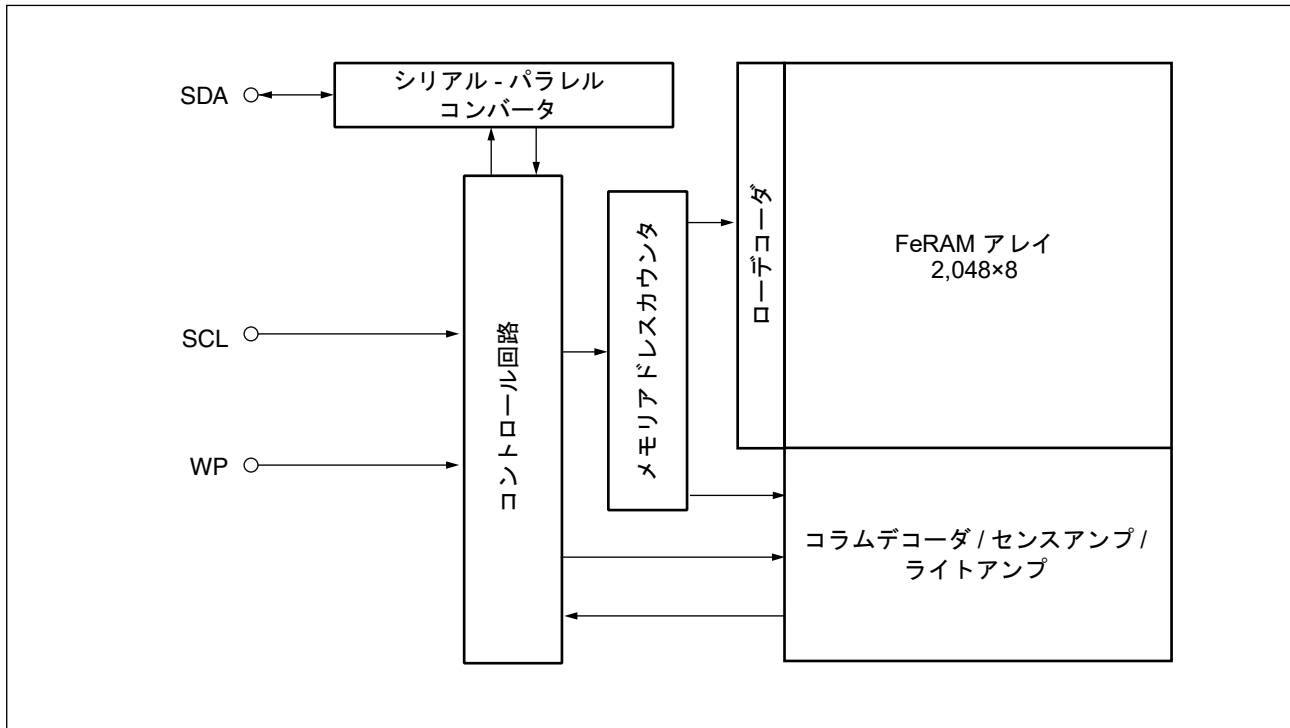 シリアル - パラレル
コンバータ
SDA
SCL
WP
コントロール回路
メモリアドレスカウンタ
ローデコーダ
FeRAM アレイ
2,048×8
コラムデコーダ / センスアンプ /
ライトアンプ